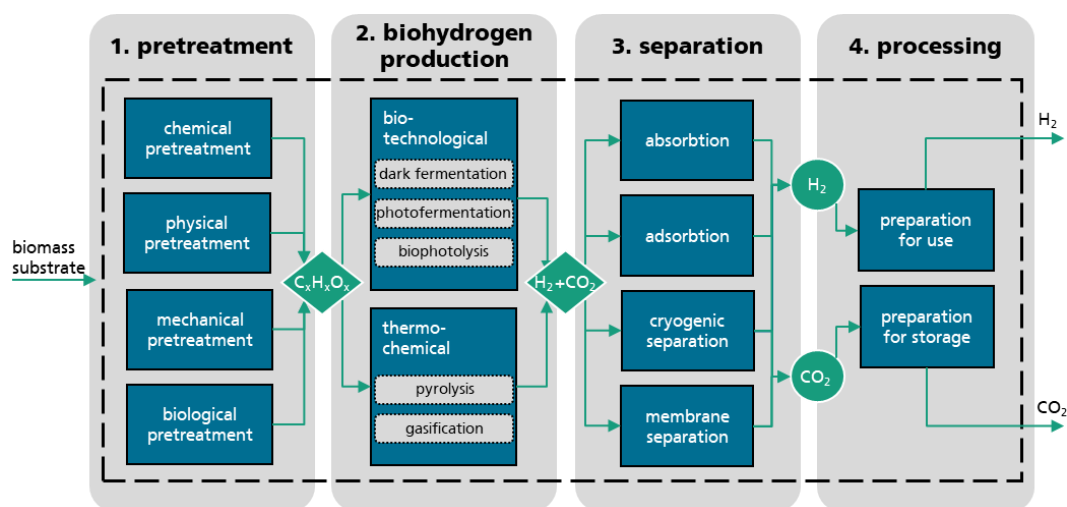 1. pretreatment
2. biohydrogen
production
3. separation
4. processing
biomass
substrate
chemical
pretreatment
physical
pretreatment
mechanical
pretreatment
biological
pretreatment
CₓHₓOₓ
bio-
technological
dark fermentation
photofermentation
biophotolysis
thermo-
chemical
pyrolysis
gasification
H₂+CO₂
absorbtion
adsorbtion
cryogenic
separation
membrane
separation
H₂
CO₂
preparation
for use
preparation
for storage
H₂
CO₂